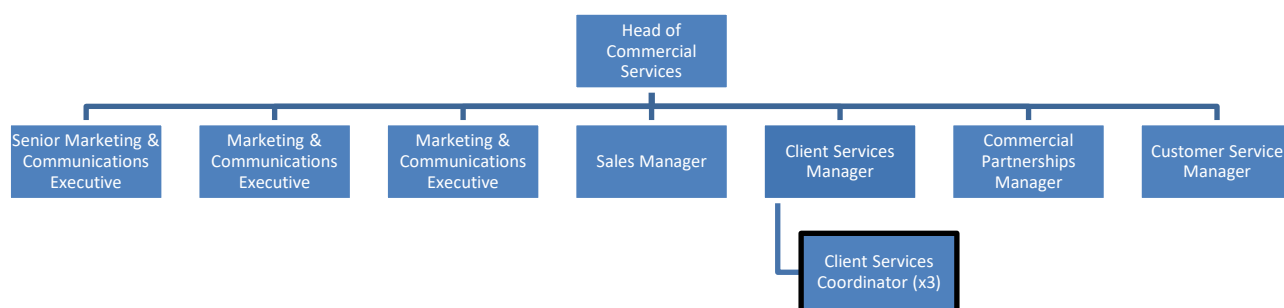 Head of
Commercial
Services
Senior Marketing &
Communications
Executive
Marketing &
Communications
Executive
Marketing &
Communications
Executive
Sales Manager
Client Services
Manager
Commercial
Partnerships
Manager
Customer Service
Manager
Client Services
Coordinator (x3)